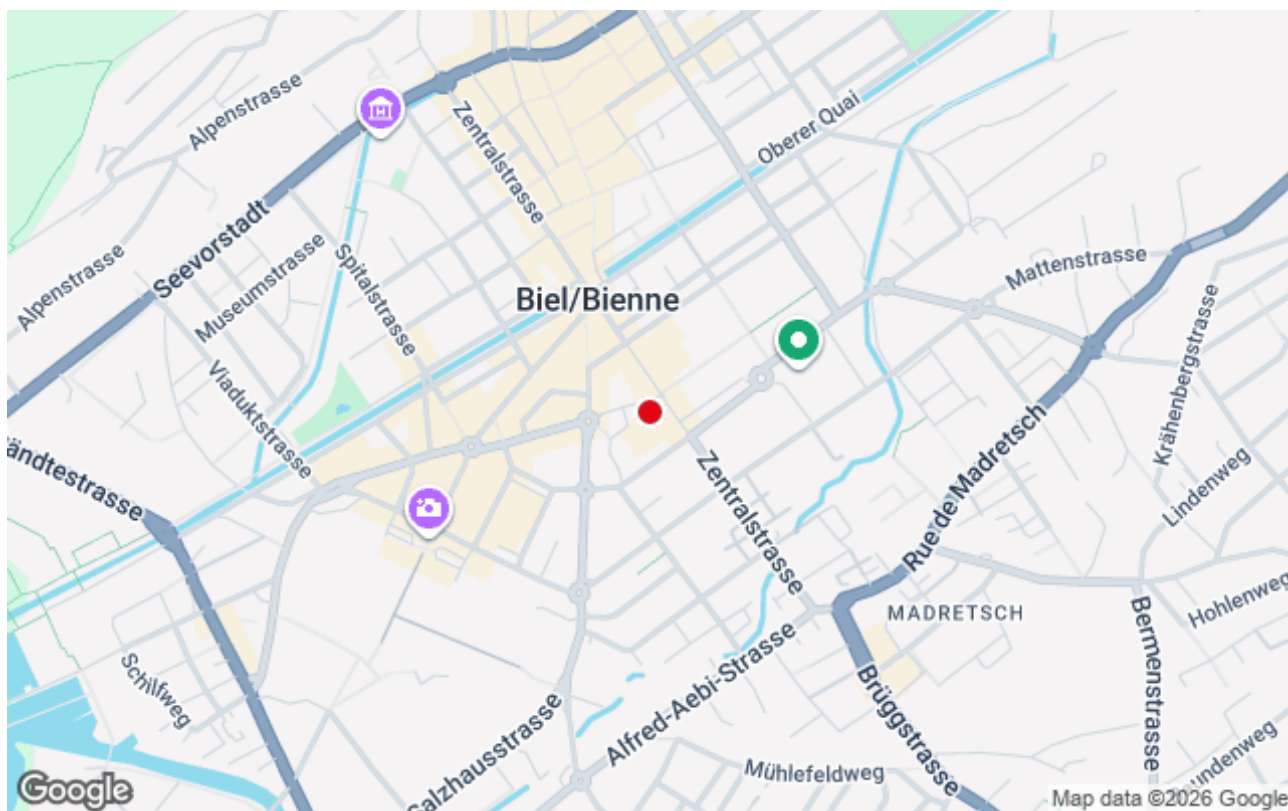 Alpenstrasse
Zentralstrasse
Oberer Quai
Seevorstadt
Alpenstrasse
Museumstrasse
Spitalstrasse
Mattenstrasse
Biel/Bienne
Krähenbergstrasse
Viaduktstrasse
ändtestrasse
Rue de Madretsch
Lindenweg
Zentralstrasse
Hohlenweg
MADRETSCH
Bermenstrasse
Schilfweg
Alfred-Aebi-Strasse
Brüggstrasse
Salzhausstrasse
Mühlefeldweg
undenweg
Google
Map data ©2026 Google